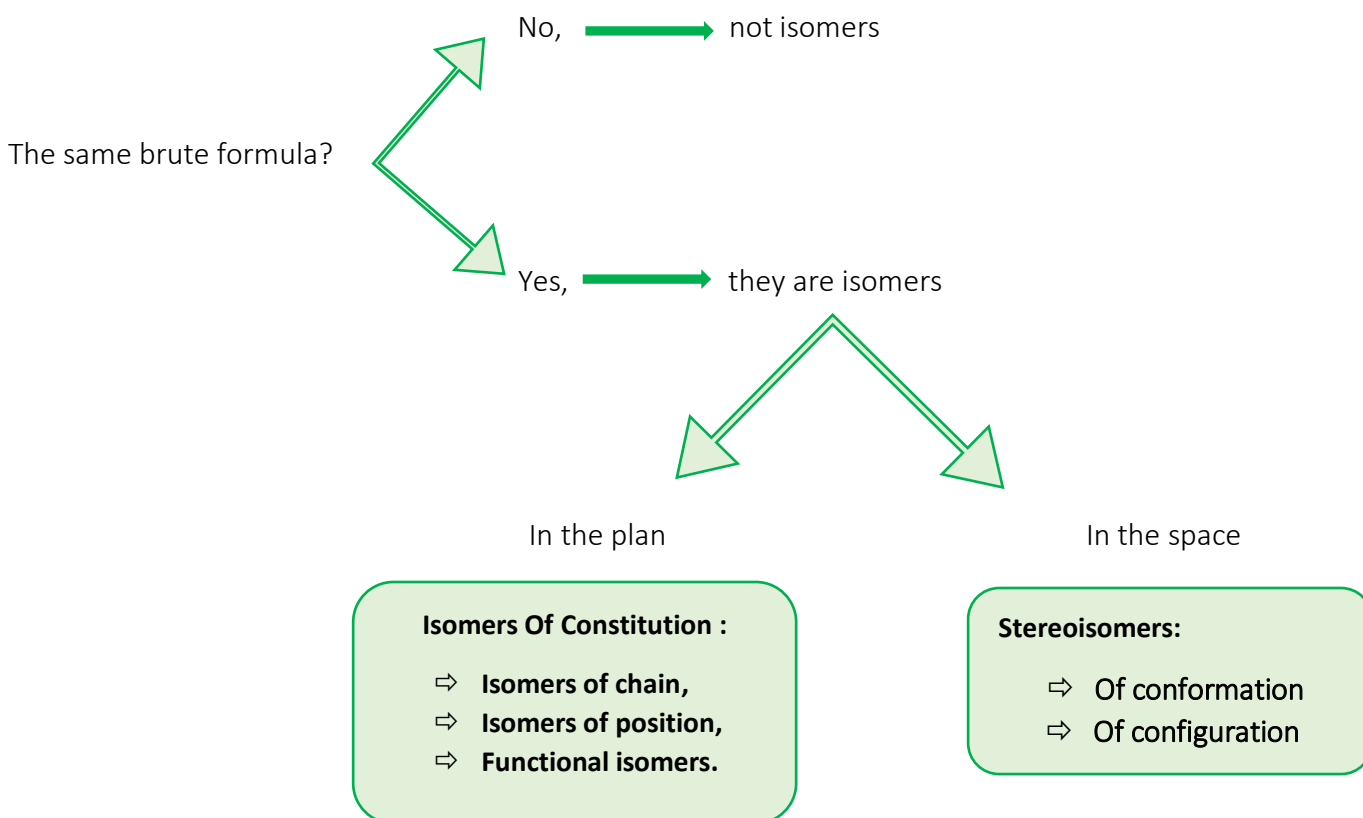 No, not isomers
The same brute formula?
Yes, they are isomers
In the plan
In the space
Isomers Of Constitution :
⇨ Isomers of chain,
⇨ Isomers of position,
⇨ Functional isomers.
Stereoisomers:
⇨ Of conformation
⇨ Of configuration